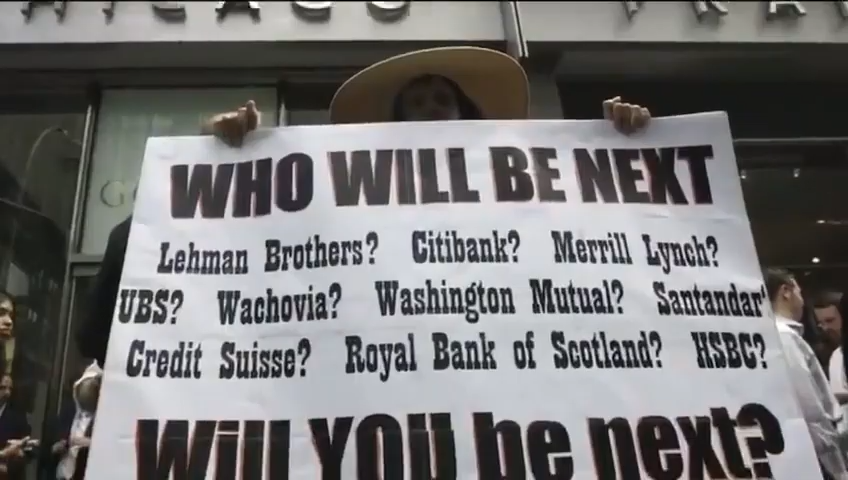 WHO WILL BE NEXT
Lehman Brothers? Citibank? Merrill Lynch?
UBS? Wachovia? Washington Mutual? Santandar?
Credit Suisse? Royal Bank of Scotland? HSBC?
Will YOU be next?